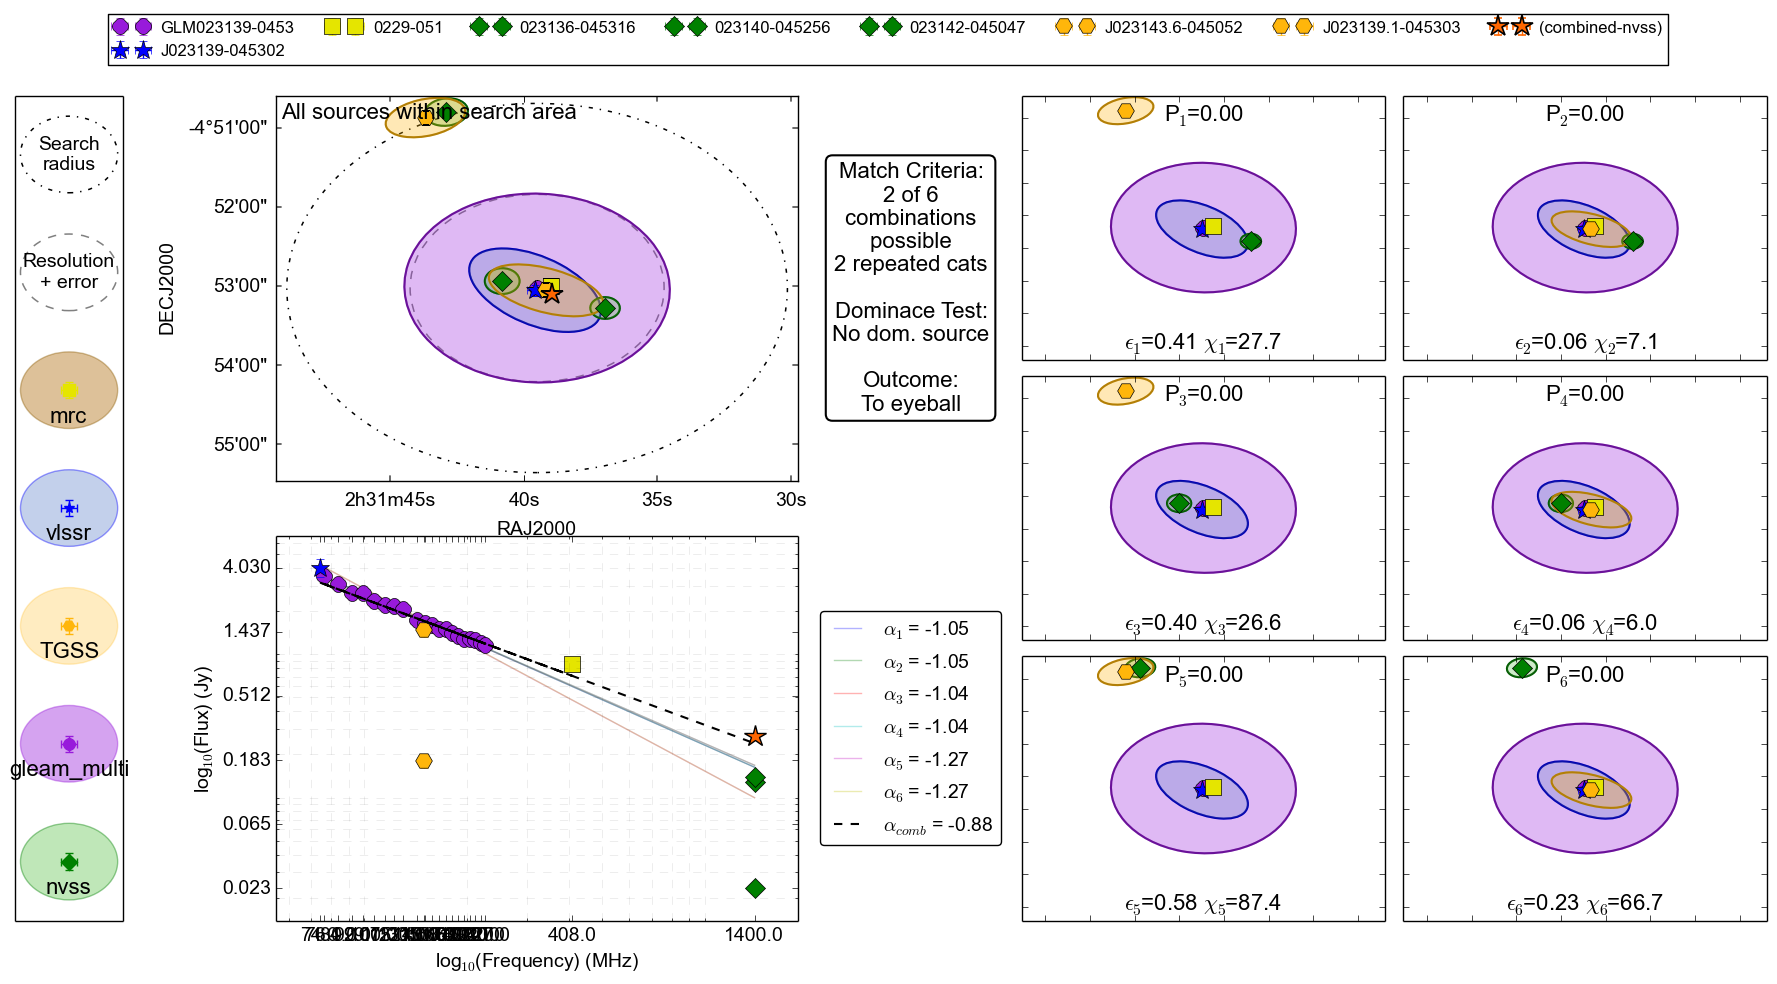 GLM023139-0453 0229-051 023136-045316 023140-045256 023142-045047 J023143.6-045052 J023139.1-045303 (combined-nvss)
J023139-045302
Search
radius
Resolution
+ error
mrc
vlssr
TGSS
gleam_multi
nvss
All sources within search area
DECJ2000
-4°51'00"
52'00"
53'00"
54'00"
55'00"
2h31m45s 40s 35s 30s
RAJ2000
Match Criteria:
2 of 6
combinations
possible
2 repeated cats
Dominace Test:
No dom. source
Outcome:
To eyeball
log₁₀(Flux) (Jy)
4.030
1.437
0.512
0.183
0.065
0.023
408.0 1400.0
log₁₀(Frequency) (MHz)
α₁ = -1.05
α₂ = -1.05
α₃ = -1.04
α₄ = -1.04
α₅ = -1.27
α₆ = -1.27
α_comb = -0.88
P₁=0.00
ϵ₁=0.41 χ₁=27.7
P₂=0.00
ϵ₂=0.06 χ₂=7.1
P₃=0.00
ϵ₃=0.40 χ₃=26.6
P₄=0.00
ϵ₄=0.06 χ₄=6.0
P₅=0.00
ϵ₅=0.58 χ₅=87.4
P₆=0.00
ϵ₆=0.23 χ₆=66.7